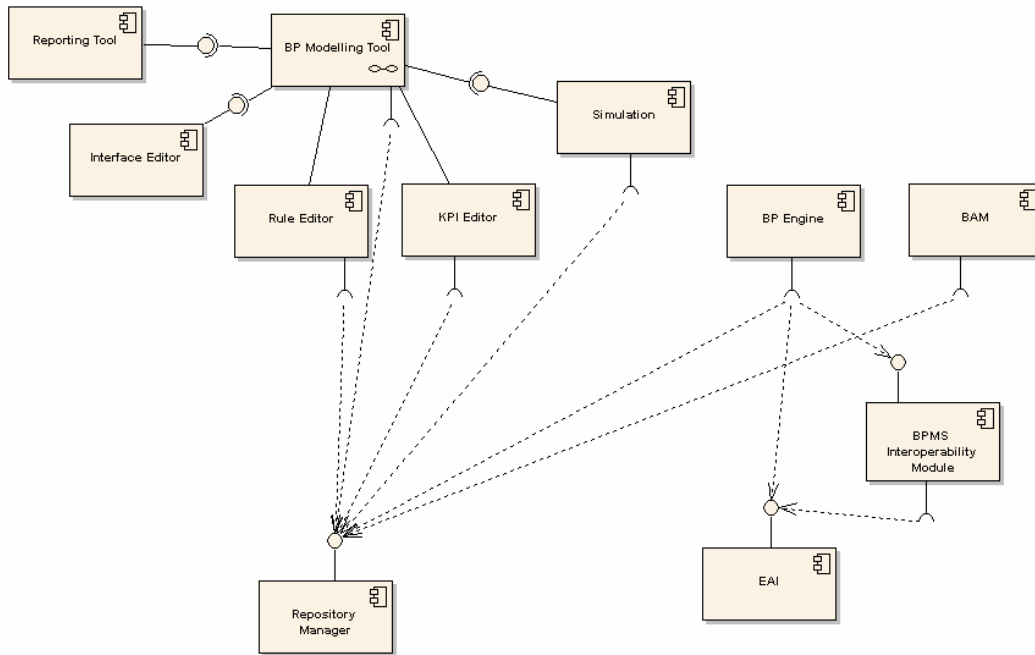 Reporting Tool
BP Modelling Tool
Simulation
Interface Editor
Rule Editor
KPI Editor
BP Engine
BAM
BPMS
Interoperability
Module
EAI
Repository
Manager